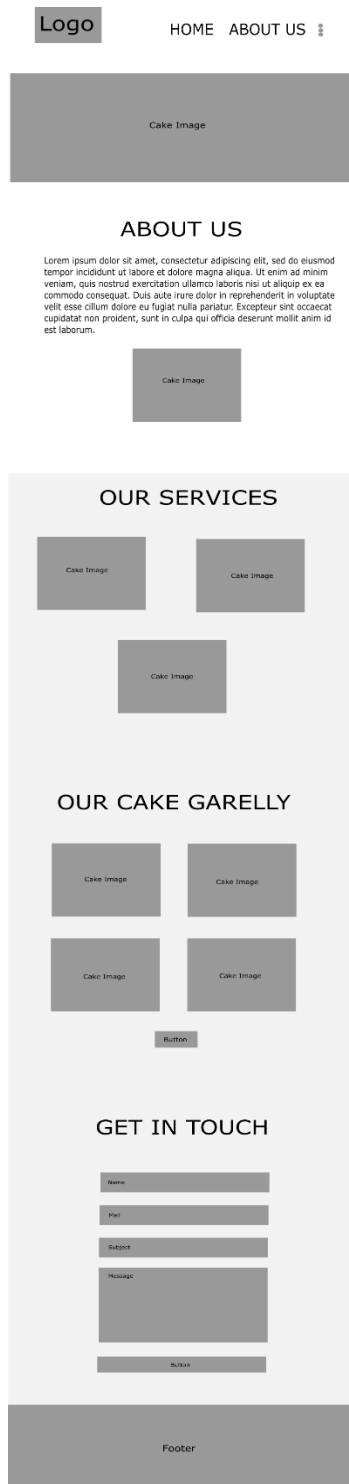 Logo
HOME ABOUT US
Cake Image
ABOUT US
Lorem ipsum dolor sit amet, consectetur adipiscing elit, sed do eiusmod
tempor incididunt ut labore et dolore magna aliqua. Ut enim ad minim
veniam, quis nostrud exercitation ullamco laboris nisi ut aliquip ex ea
commodo consequat. Duis aute irure dolor in reprehenderit in voluptate
velit esse cillum dolore eu fugiat nulla pariatur. Excepteur sint occaecat
cupidatat non proident, sunt in culpa qui officia deserunt mollit anim id
est laborum.
Cake Image
OUR SERVICES
Cake Image
Cake Image
Cake Image
OUR CAKE GARELLY
Cake Image
Cake Image
Cake Image
Cake Image
Button
GET IN TOUCH
Name
Mail
Subject
Message
Button
Footer